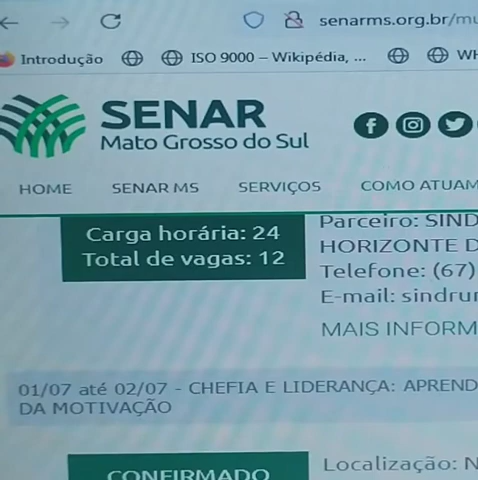 senarms.org.br/mu
Introdução ISO 9000 – Wikipédia, ... WH
SENAR
Mato Grosso do Sul
HOME SENAR MS SERVIÇOS COMO ATUAM
Carga horária: 24
Total de vagas: 12
Parceiro: SIND
HORIZONTE D
Telefone: (67)
E-mail: sindrur
MAIS INFORM
01/07 até 02/07 - CHEFIA E LIDERANÇA: APREND
DA MOTIVAÇÃO
CONFIRMADO
Localização: N